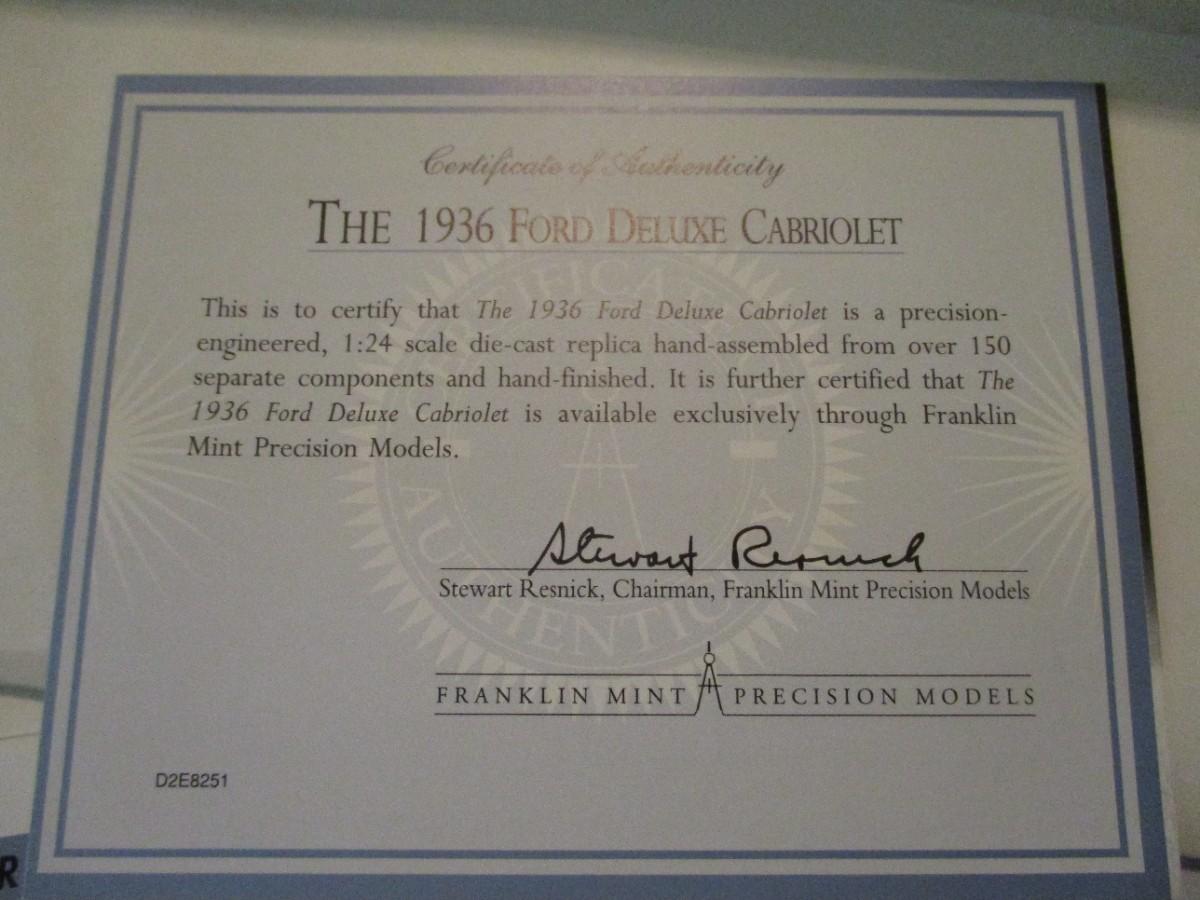 Certificate of Authenticity
THE 1936 FORD DELUXE CABRIOLET
This is to certify that The 1936 Ford Deluxe Cabriolet is a precision-
engineered, 1:24 scale die-cast replica hand-assembled from over 150
separate components and hand-finished. It is further certified that The
1936 Ford Deluxe Cabriolet is available exclusively through Franklin
Mint Precision Models.
Stewart Resnick
Stewart Resnick, Chairman, Franklin Mint Precision Models
FRANKLIN MINT PRECISION MODELS
D2E8251
R
CERTIFICATE OF
AUTHENTICITY